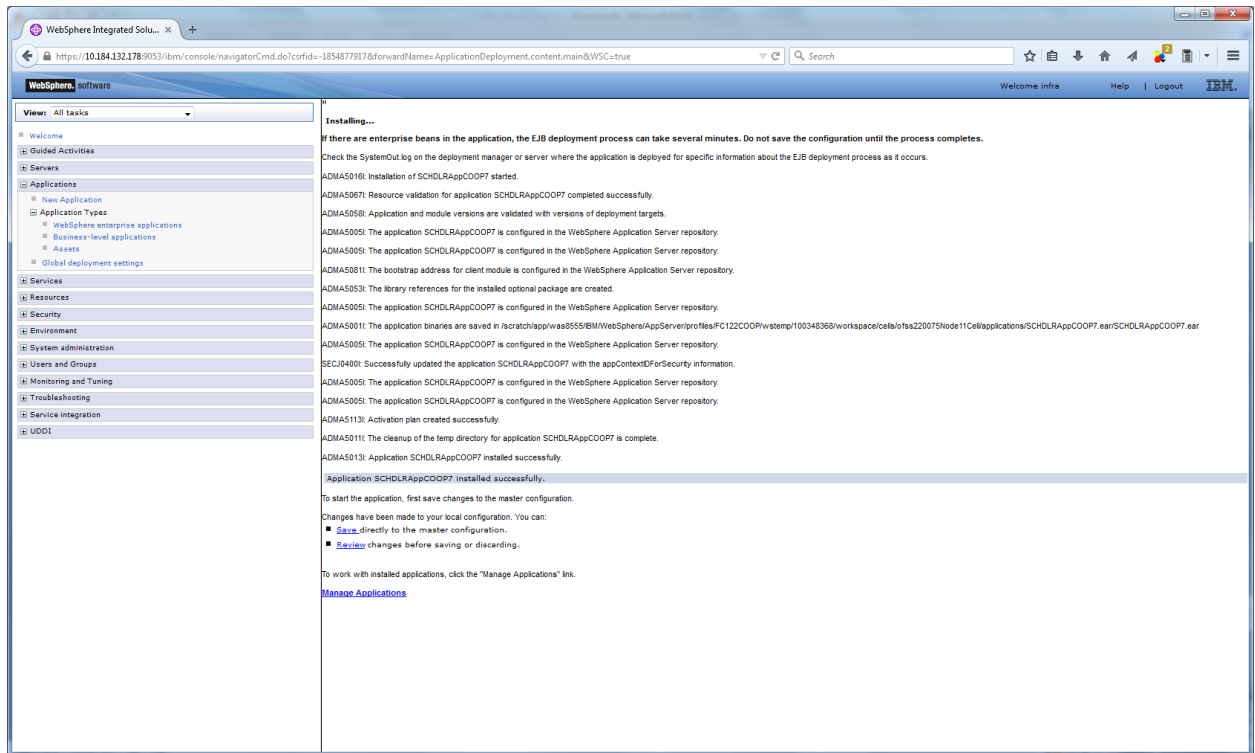 WebSphere Integrated Solu... × +
https://10.184.132.178:9053/ibm/console/navigatorCmd.do?csrfid=-1854877917&forwardName=ApplicationDeployment.content.main&WSC=true
Search
2
WebSphere. software
Welcome infra
Help | Logout
IBM.
View: All tasks
Welcome
Guided Activities
Servers
Applications
New Application
Application Types
WebSphere enterprise applications
Business-level applications
Assets
Global deployment settings
Services
Resources
Security
Environment
System administration
Users and Groups
Monitoring and Tuning
Troubleshooting
Service integration
UDDI
"
Installing...
If there are enterprise beans in the application, the EJB deployment process can take several minutes. Do not save the configuration until the process completes.
Check the SystemOut.log on the deployment manager or server where the application is deployed for specific information about the EJB deployment process as it occurs.
ADMA5016I: Installation of SCHDLRAppCOOP7 started.
ADMA5067I: Resource validation for application SCHDLRAppCOOP7 completed successfully.
ADMA5058I: Application and module versions are validated with versions of deployment targets.
ADMA5005I: The application SCHDLRAppCOOP7 is configured in the WebSphere Application Server repository.
ADMA5005I: The application SCHDLRAppCOOP7 is configured in the WebSphere Application Server repository.
ADMA5081I: The bootstrap address for client module is configured in the WebSphere Application Server repository.
ADMA5053I: The library references for the installed optional package are created.
ADMA5005I: The application SCHDLRAppCOOP7 is configured in the WebSphere Application Server repository.
ADMA5001I: The application binaries are saved in /scratch/app/was8555/IBM/WebSphere/AppServer/profiles/FC122COOP/wstemp/100348368/workspace/cells/ofss220075Node11Cell/applications/SCHDLRAppCOOP7.ear/SCHDLRAppCOOP7.ear
ADMA5005I: The application SCHDLRAppCOOP7 is configured in the WebSphere Application Server repository.
SECJ0400I: Successfully updated the application SCHDLRAppCOOP7 with the appContextIDForSecurity information.
ADMA5005I: The application SCHDLRAppCOOP7 is configured in the WebSphere Application Server repository.
ADMA5005I: The application SCHDLRAppCOOP7 is configured in the WebSphere Application Server repository.
ADMA5113I: Activation plan created successfully.
ADMA5011I: The cleanup of the temp directory for application SCHDLRAppCOOP7 is complete.
ADMA5013I: Application SCHDLRAppCOOP7 installed successfully.
Application SCHDLRAppCOOP7 installed successfully.
To start the application, first save changes to the master configuration.
Changes have been made to your local configuration. You can:
Save directly to the master configuration.
Review changes before saving or discarding.
To work with installed applications, click the "Manage Applications" link.
Manage Applications